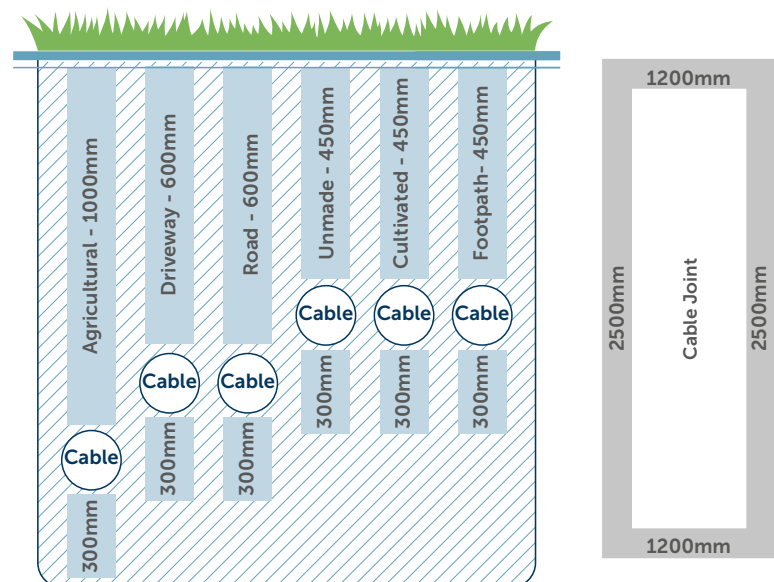 Agricultural - 1000mm
Cable
300mm
Driveway - 600mm
Cable
300mm
Road - 600mm
Cable
300mm
Unmade - 450mm
Cable
300mm
Cultivated - 450mm
Cable
300mm
Footpath- 450mm
Cable
300mm
1200mm
2500mm
Cable Joint
2500mm
1200mm